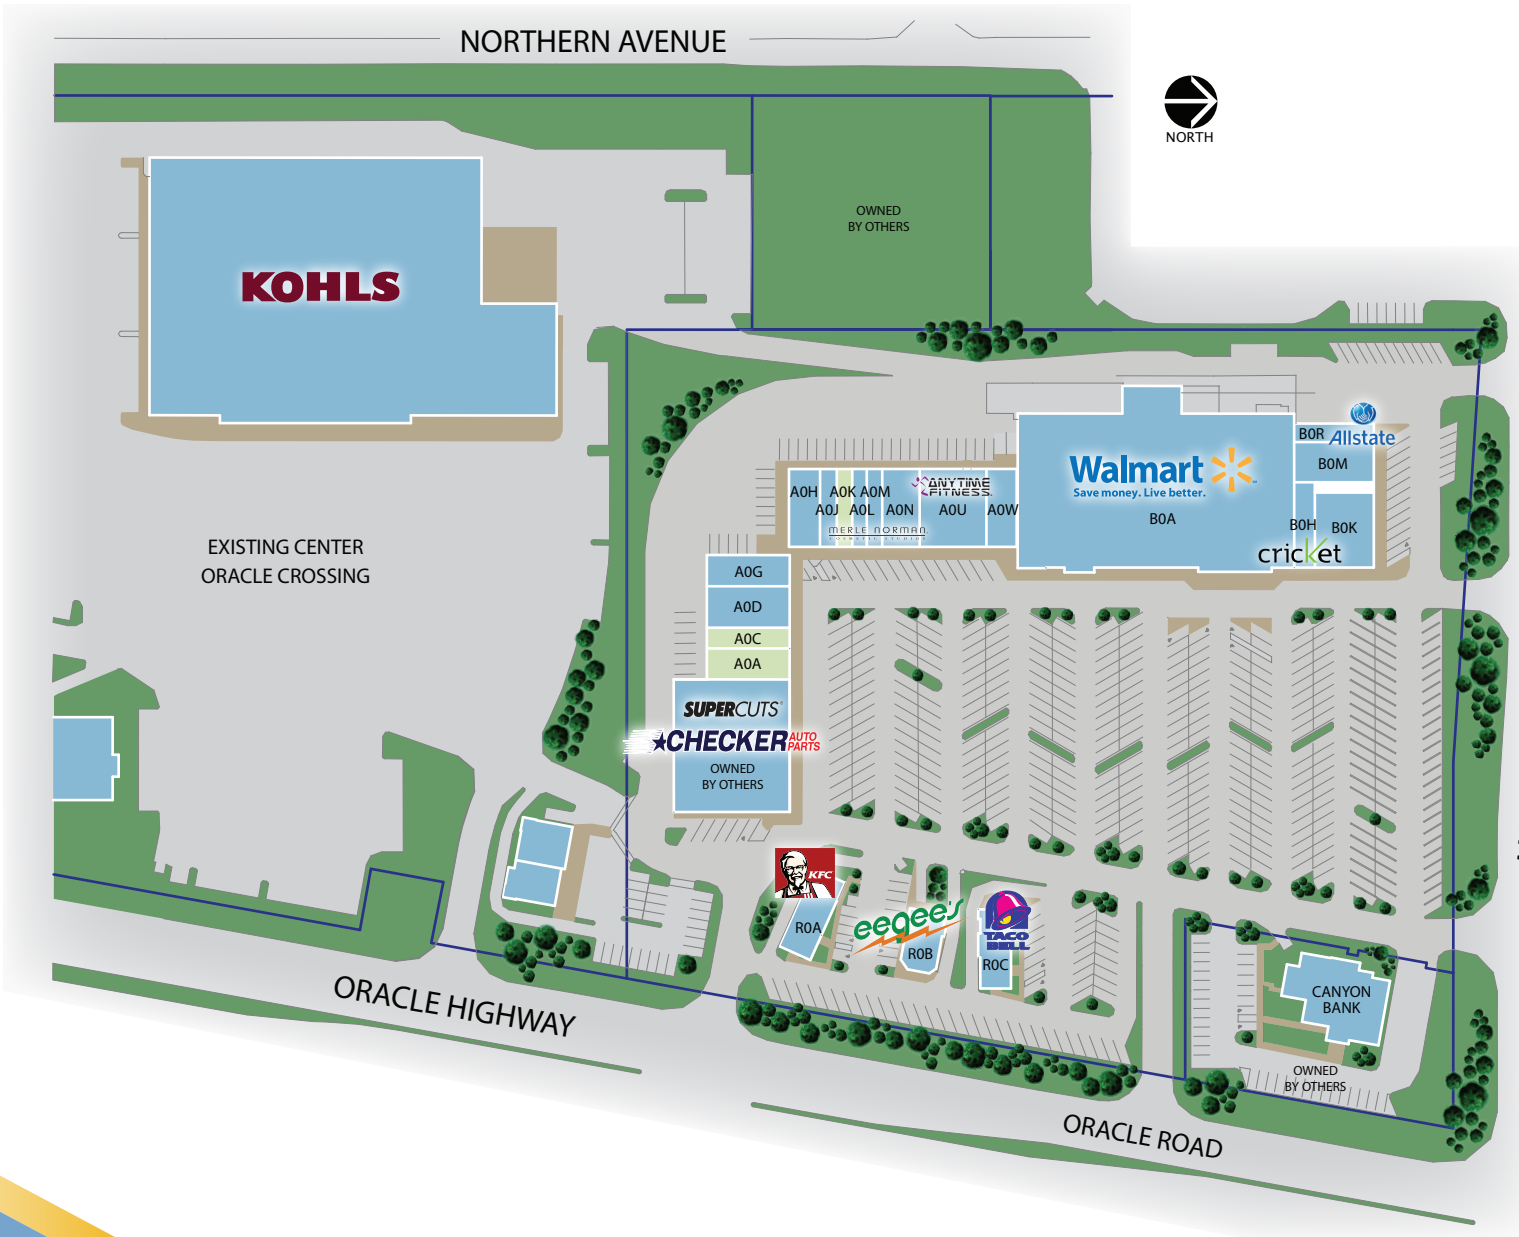 NORTHERN AVENUE
NORTH
OWNED
BY OTHERS
KOHLS
Allstate
B0R
B0M
Walmart
Save money. Live better.
B0A
B0H
B0K
cricket
ANYTIME
FITNESS
A0H
A0J
A0K
A0L
A0M
A0N
A0U
A0W
MERLE NORMAN
COSMETIC STUDIOS
EXISTING CENTER
ORACLE CROSSING
A0G
A0D
A0C
A0A
SUPERCUTS
CHECKER AUTO
PARTS
OWNED
BY OTHERS
KFC
R0A
eegee's
R0B
TACO
BELL
R0C
CANYON
BANK
OWNED
BY OTHERS
ORACLE HIGHWAY
ORACLE ROAD